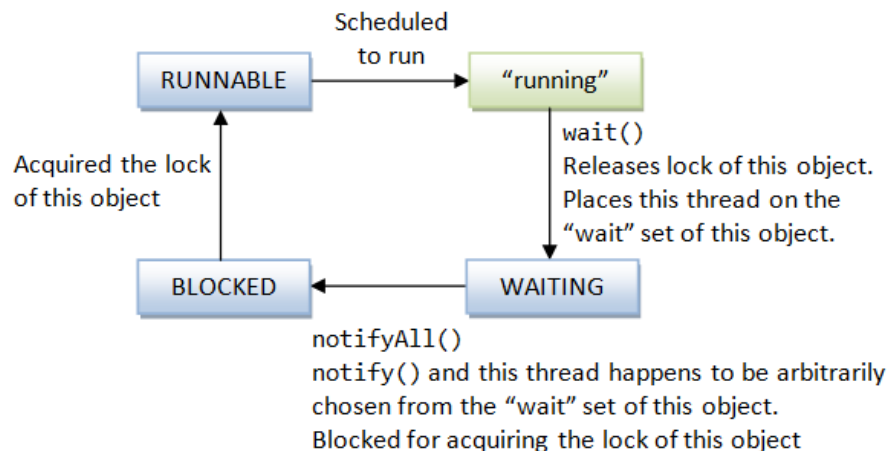 Scheduled
to run
RUNNABLE
“running”
wait()
Releases lock of this object.
Places this thread on the
“wait” set of this object.
Acquired the lock
of this object
BLOCKED
WAITING
notifyAll()
notify() and this thread happens to be arbitrarily
chosen from the “wait” set of this object.
Blocked for acquiring the lock of this object